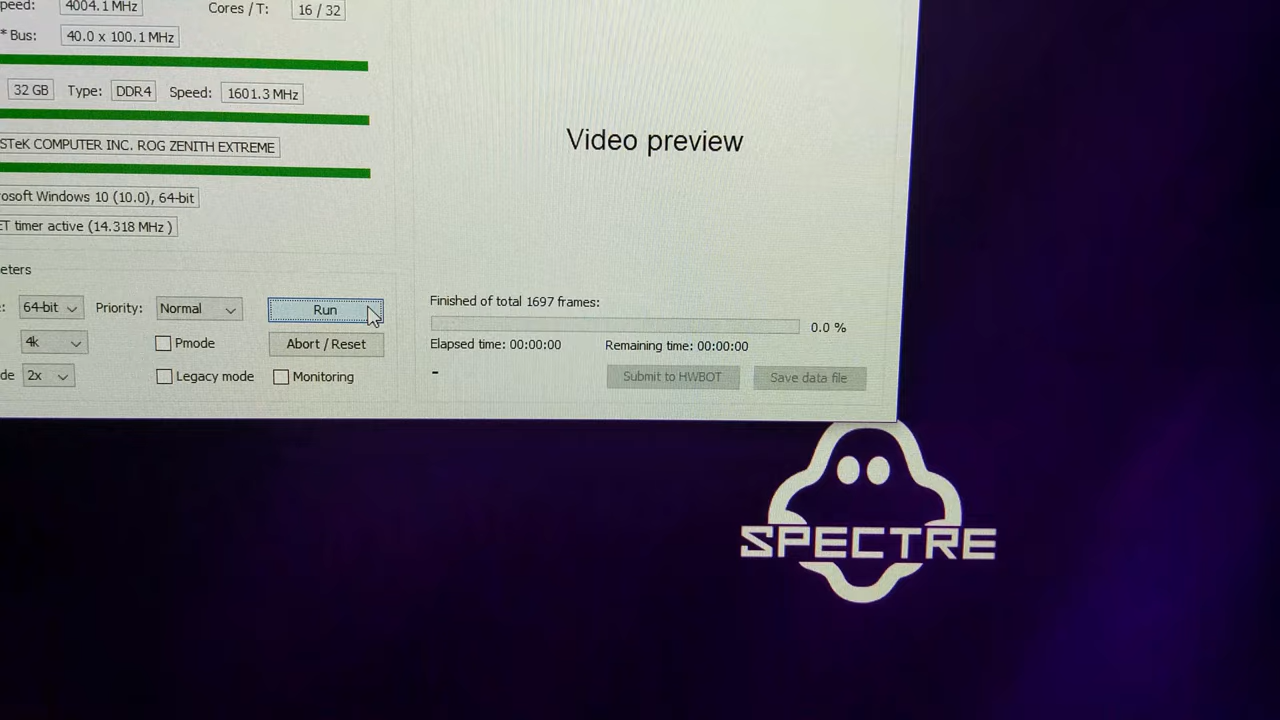 peed: 4004.1 MHz Cores / T: 16 / 32
* Bus: 40.0 x 100.1 MHz
32 GB Type: DDR4 Speed: 1601.3 MHz
STeK COMPUTER INC. ROG ZENITH EXTREME
osoft Windows 10 (10.0), 64-bit
ET timer active (14.318 MHz )
eters
: 64-bit Priority: Normal Run
4k Pmode Abort / Reset
de 2x Legacy mode Monitoring
Video preview
Finished of total 1697 frames:
0.0 %
Elapsed time: 00:00:00 Remaining time: 00:00:00
-
Submit to HWBOT Save data file
SPECTRE